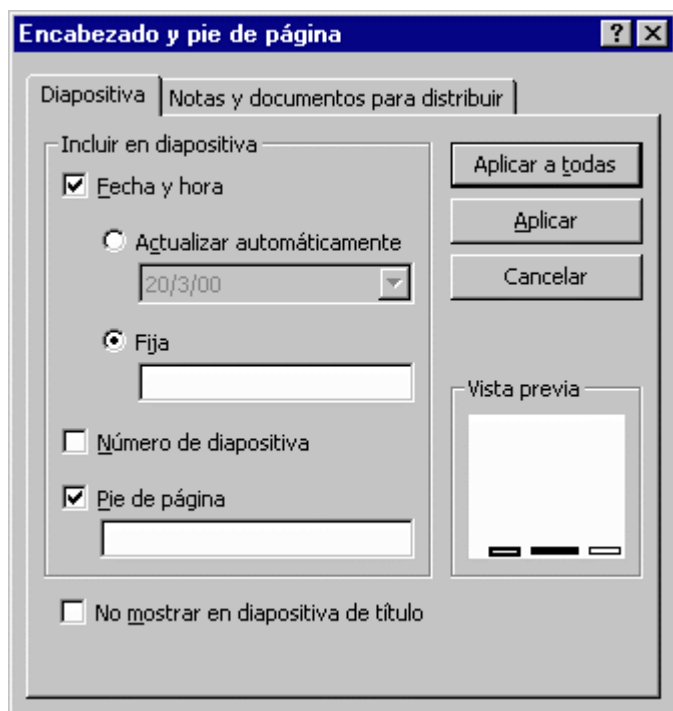 Encabezado y pie de página
Diapositiva Notas y documentos para distribuir
Incluir en diapositiva
Fecha y hora
Actualizar automáticamente
20/3/00
Fija
Número de diapositiva
Pie de página
No mostrar en diapositiva de título
Aplicar a todas
Aplicar
Cancelar
Vista previa